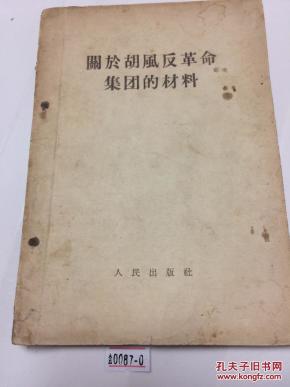 關於胡風反革命
集团的材料
人民出版社
孔夫子旧书网